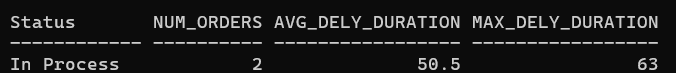 Status       NUM_ORDERS AVG_DELY_DURATION MAX_DELY_DURATION
------------ ---------- ----------------- -----------------
In Process            2              50.5                63